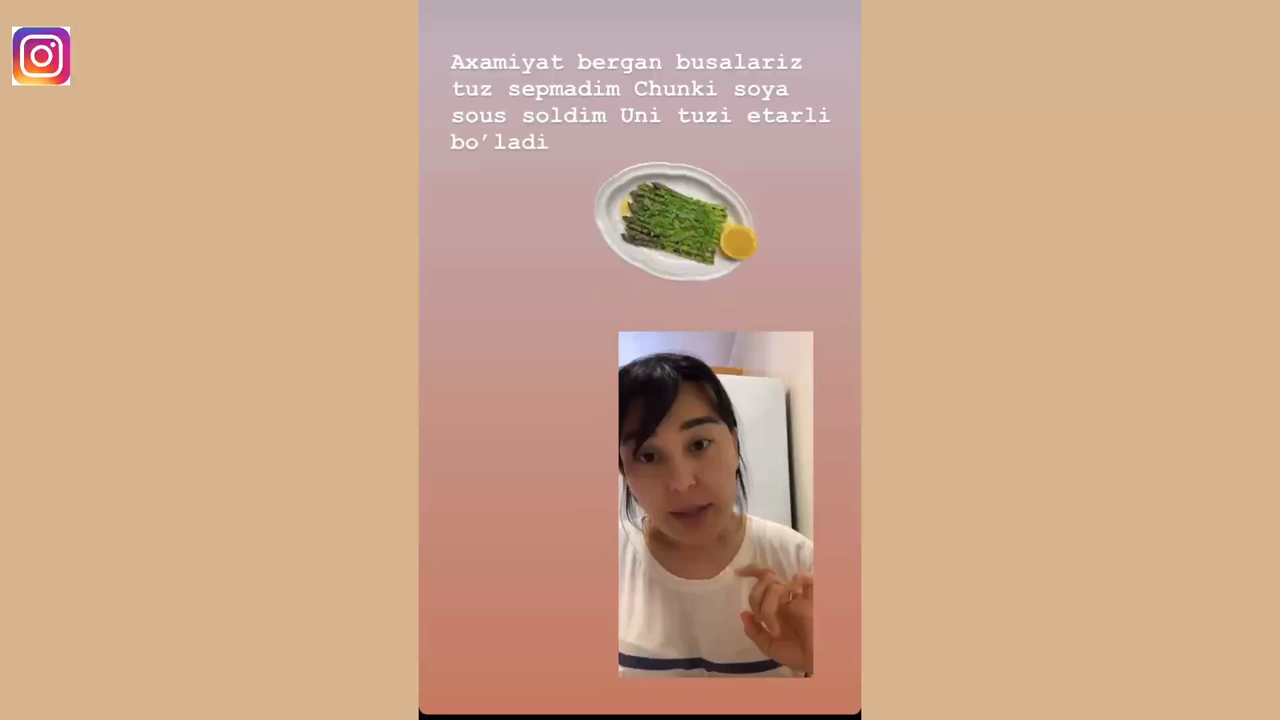 Axamiyat bergan busalariz
tuz sepmadim Chunki soya
sous soldim Uni tuzi etarli
bo’ladi